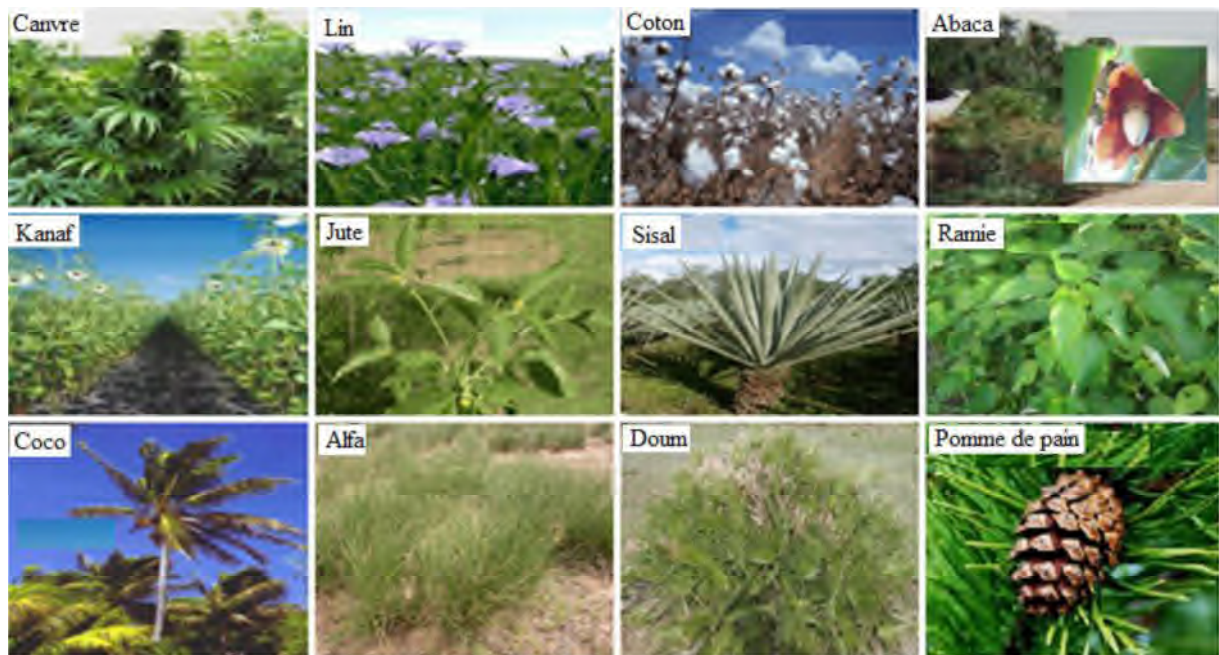 Canvre
Lin
Coton
Abaca
Kanaf
Jute
Sisal
Ramie
Coco
Alfa
Doum
Pomme de pain